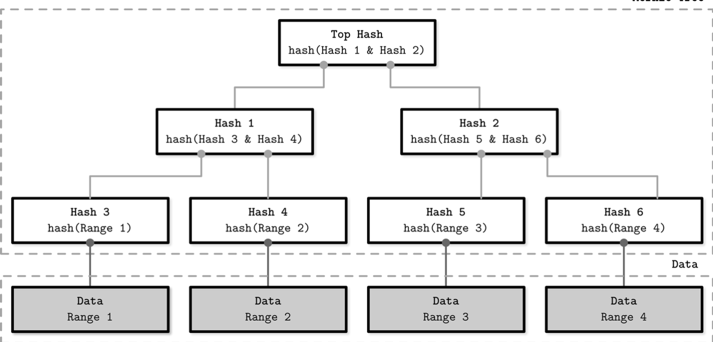 Top Hash
hash(Hash 1 & Hash 2)
Hash 1
hash(Hash 3 & Hash 4)
Hash 2
hash(Hash 5 & Hash 6)
Hash 3
hash(Range 1)
Hash 4
hash(Range 2)
Hash 5
hash(Range 3)
Hash 6
hash(Range 4)
Data
Data
Range 1
Data
Range 2
Data
Range 3
Data
Range 4